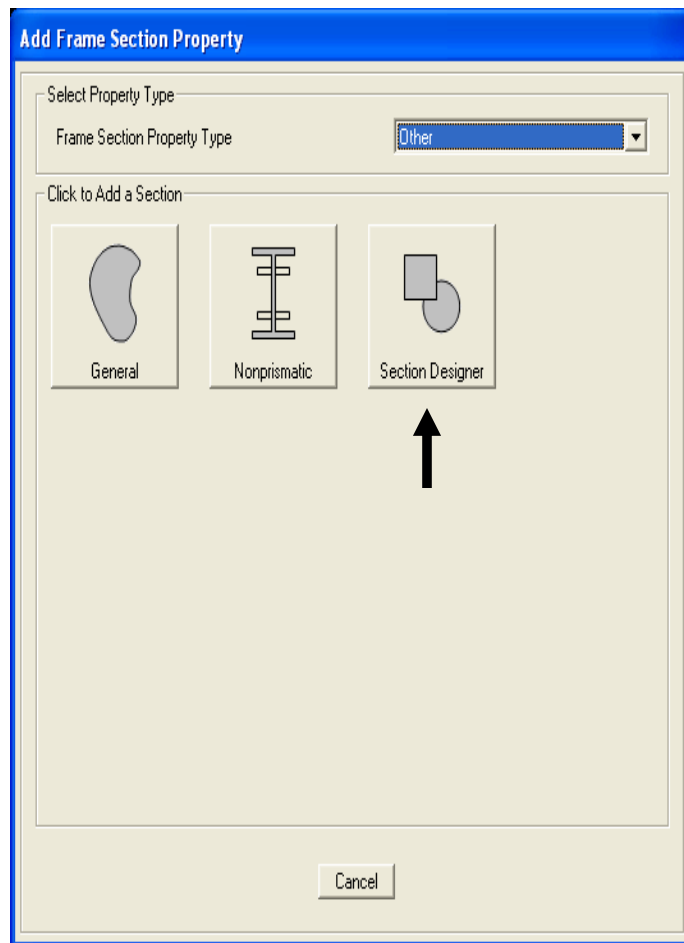 Add Frame Section Property
Select Property Type
Frame Section Property Type
Other
Click to Add a Section
General
Nonprismatic
Section Designer
Cancel